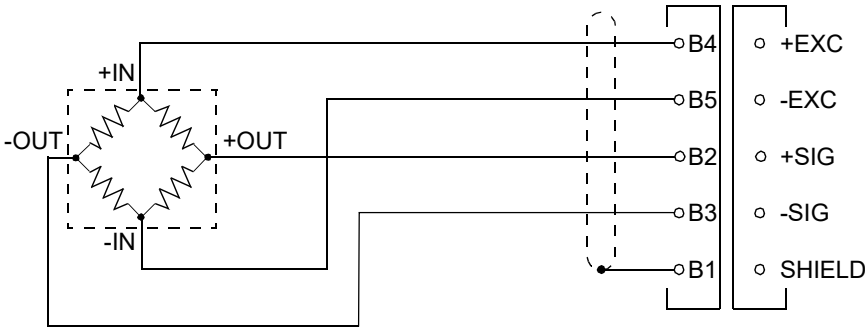 +IN
-OUT
+OUT
-IN
B4
+EXC
B5
-EXC
B2
+SIG
B3
-SIG
B1
SHIELD